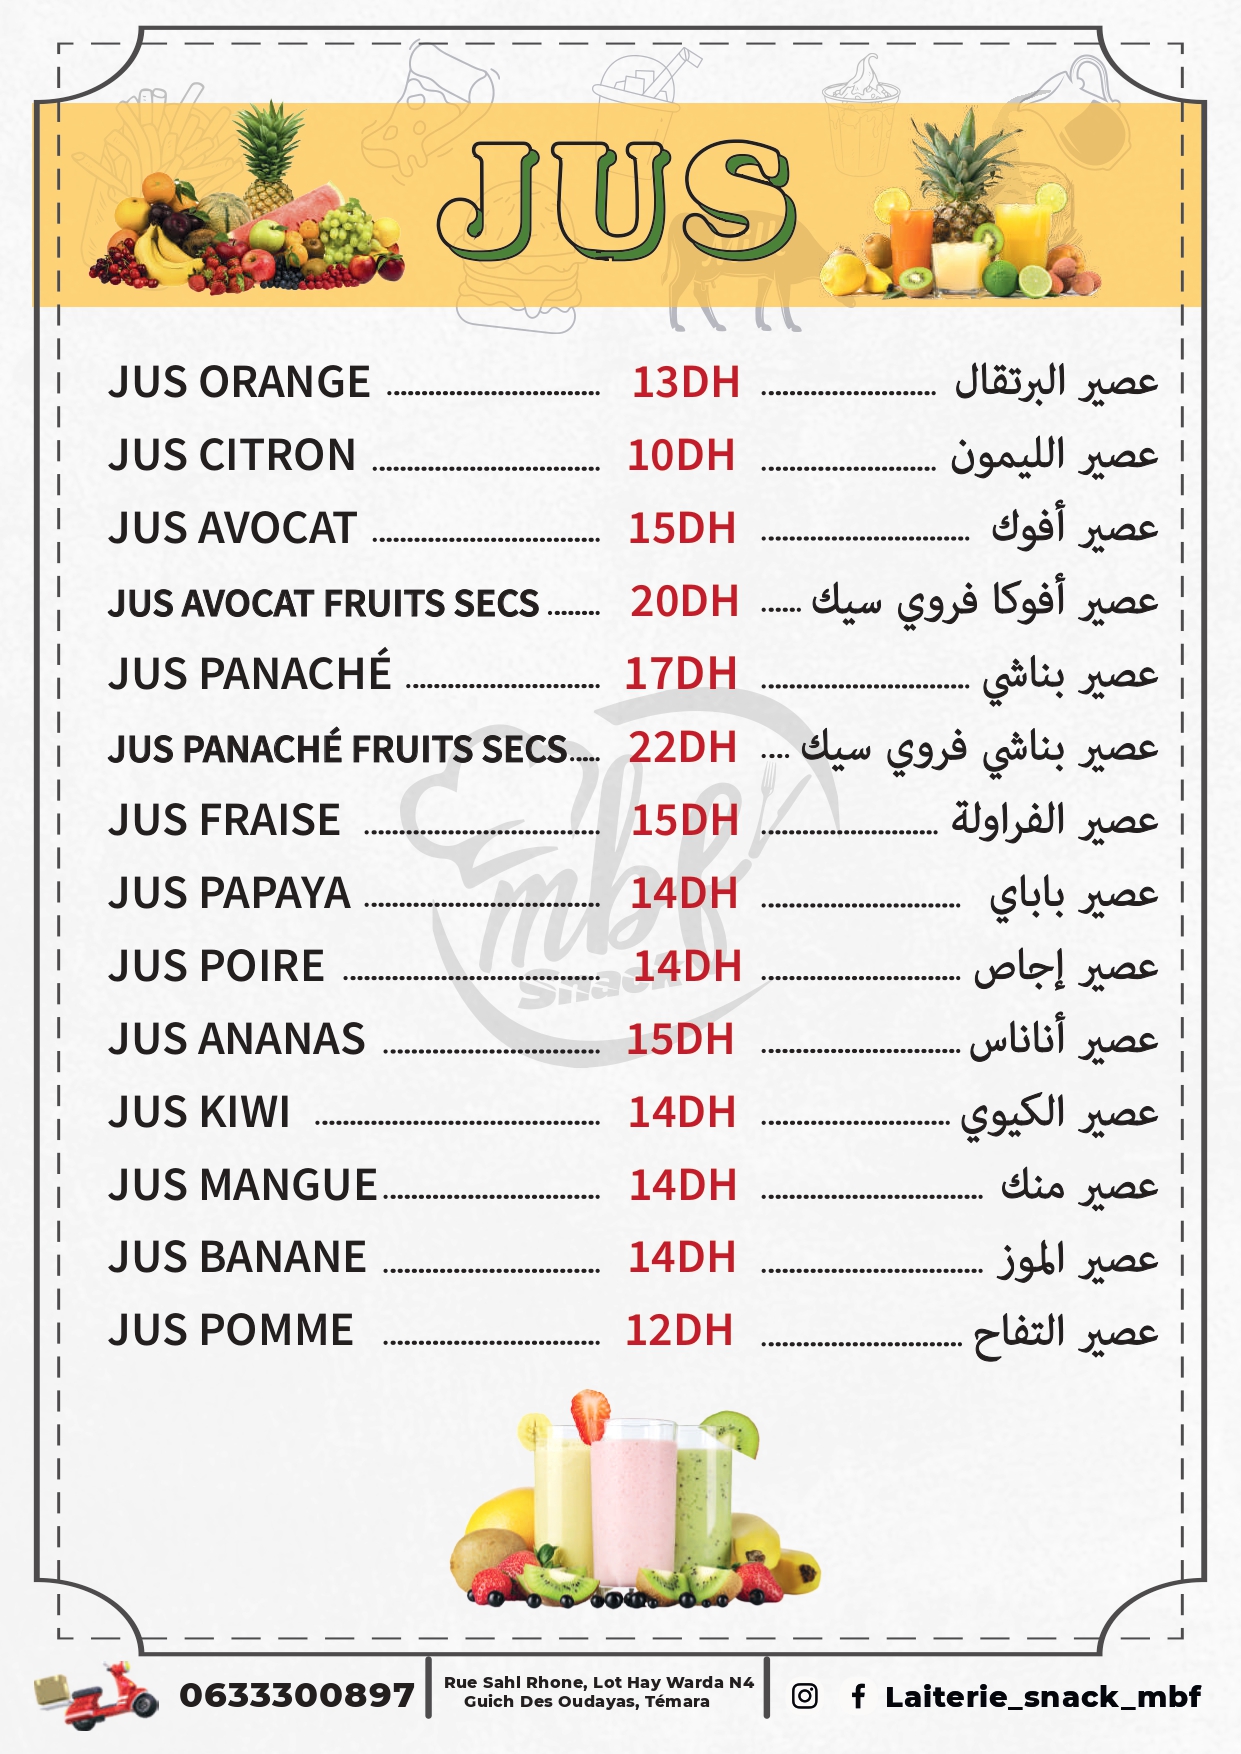 JUS
JUS ORANGE ........ 13DH ........ عصير البرتقال
JUS CITRON ........ 10DH ........ عصير الليمون
JUS AVOCAT ........ 15DH ........ عصير أفوك
JUS AVOCAT FRUITS SECS ........ 20DH ...... عصير أفوكا فروي سيك
JUS PANACHÉ ........ 17DH ........ عصير بناشي
JUS PANACHÉ FRUITS SECS..... 22DH .... عصير بناشي فروي سيك
JUS FRAISE ........ 15DH ........ عصير الفراولة
JUS PAPAYA ........ 14DH ........ عصير باباي
JUS POIRE ........ 14DH ........ عصير إجاص
JUS ANANAS ........ 15DH ........ عصير أناناس
JUS KIWI ........ 14DH ........ عصير الكيوي
JUS MANGUE........ 14DH ........ عصير منك
JUS BANANE ........ 14DH ........ عصير الموز
JUS POMME ........ 12DH ........ عصير التفاح
mbf
Snack
0633300897
Rue Sahl Rhone, Lot Hay Warda N4
Guich Des Oudayas, Témara
Laiterie_snack_mbf